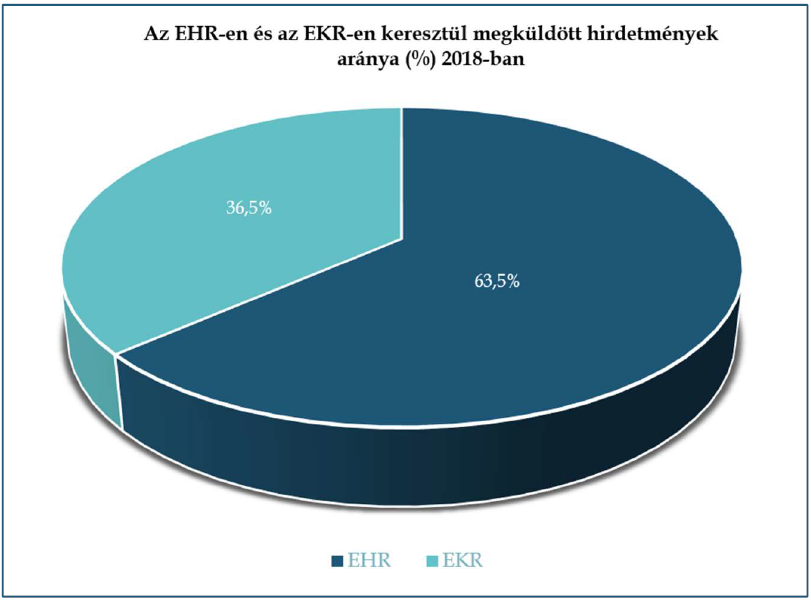 Az EHR-en és az EKR-en keresztül megküldött hirdetmények
aránya (%) 2018-ban
36,5%
63,5%
EHR
EKR